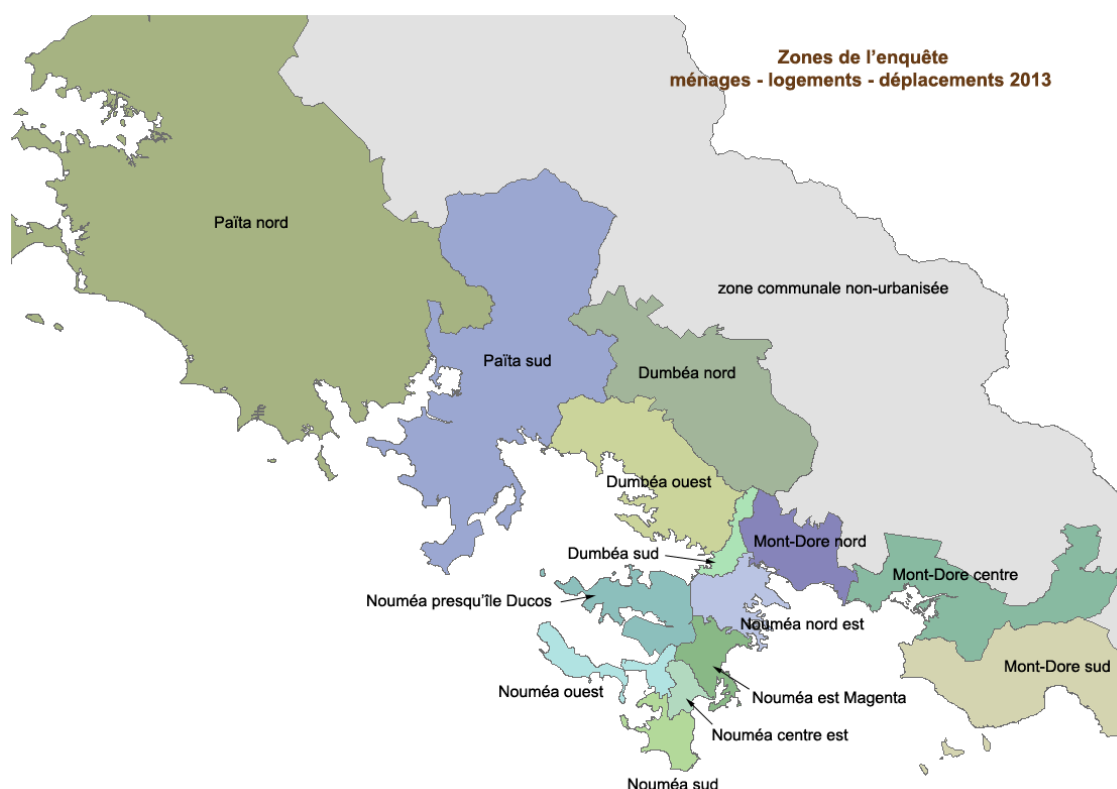 Zones de l'enquête
ménages - logements - déplacements 2013
Païta nord
zone communale non-urbanisée
Païta sud
Dumbéa nord
Dumbéa ouest
Mont-Dore nord
Dumbéa sud
Mont-Dore centre
Nouméa presqu'île Ducos
Nouméa nord est
Mont-Dore sud
Nouméa ouest
Nouméa est Magenta
Nouméa centre est
Nouméa sud